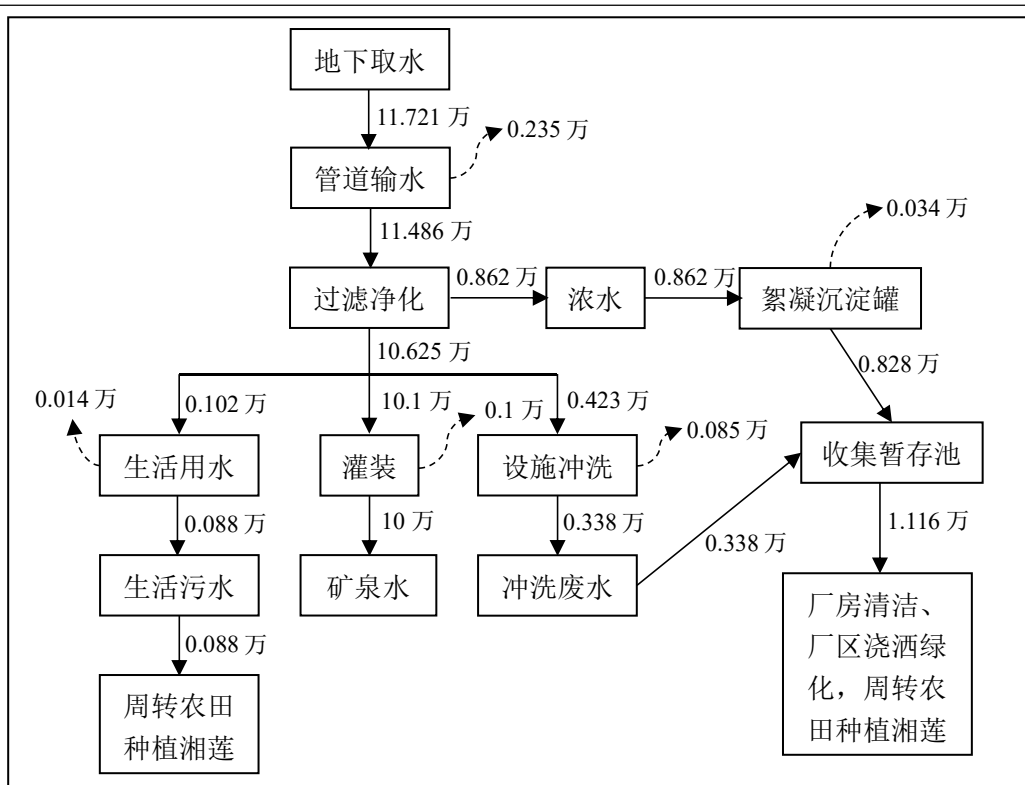 地下取水
11.721 万
0.235 万
管道输水
11.486 万
0.034 万
过滤净化
0.862 万
浓水
0.862 万
絮凝沉淀罐
10.625 万
0.828 万
0.014 万
0.102 万
10.1 万
0.1 万
0.423 万
0.085 万
生活用水
灌装
设施冲洗
收集暂存池
0.088 万
10 万
0.338 万
0.338 万
1.116 万
生活污水
矿泉水
冲洗废水
0.088 万
周转农田
种植湘莲
厂房清洁、
厂区浇洒绿
化，周转农
田种植湘莲